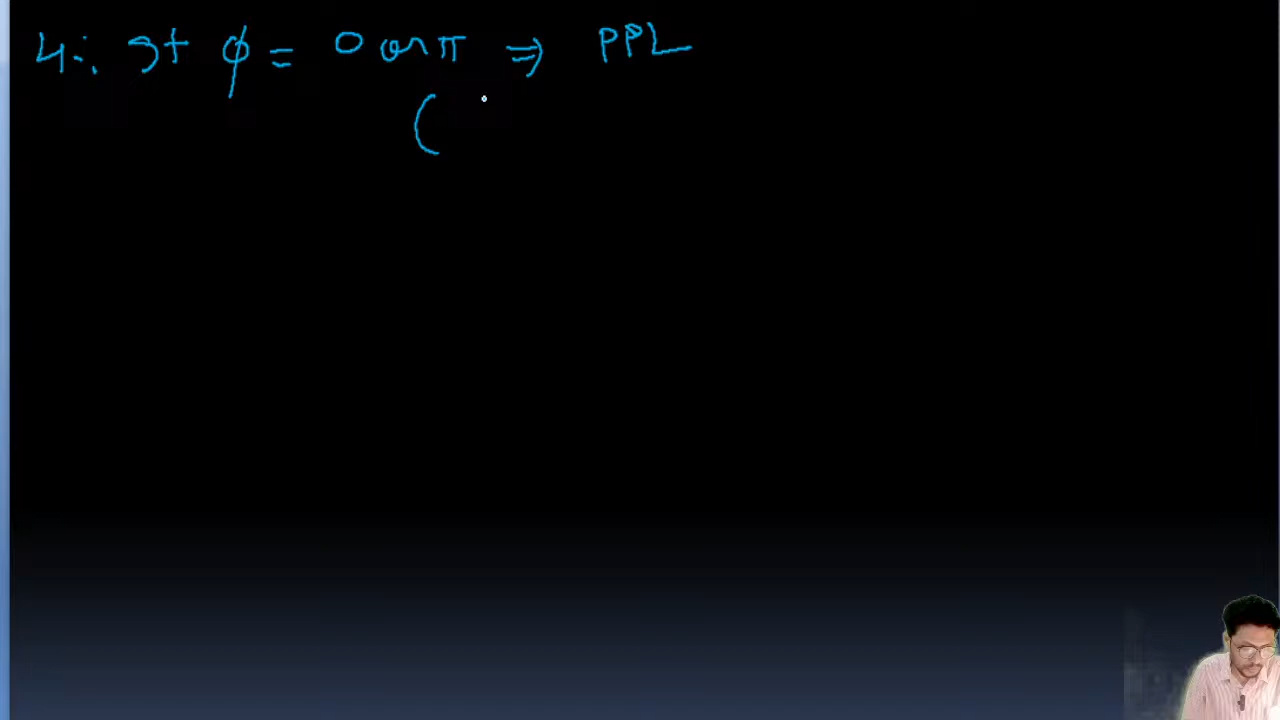 4:- If φ = 0 or π ⇒ PPL
(